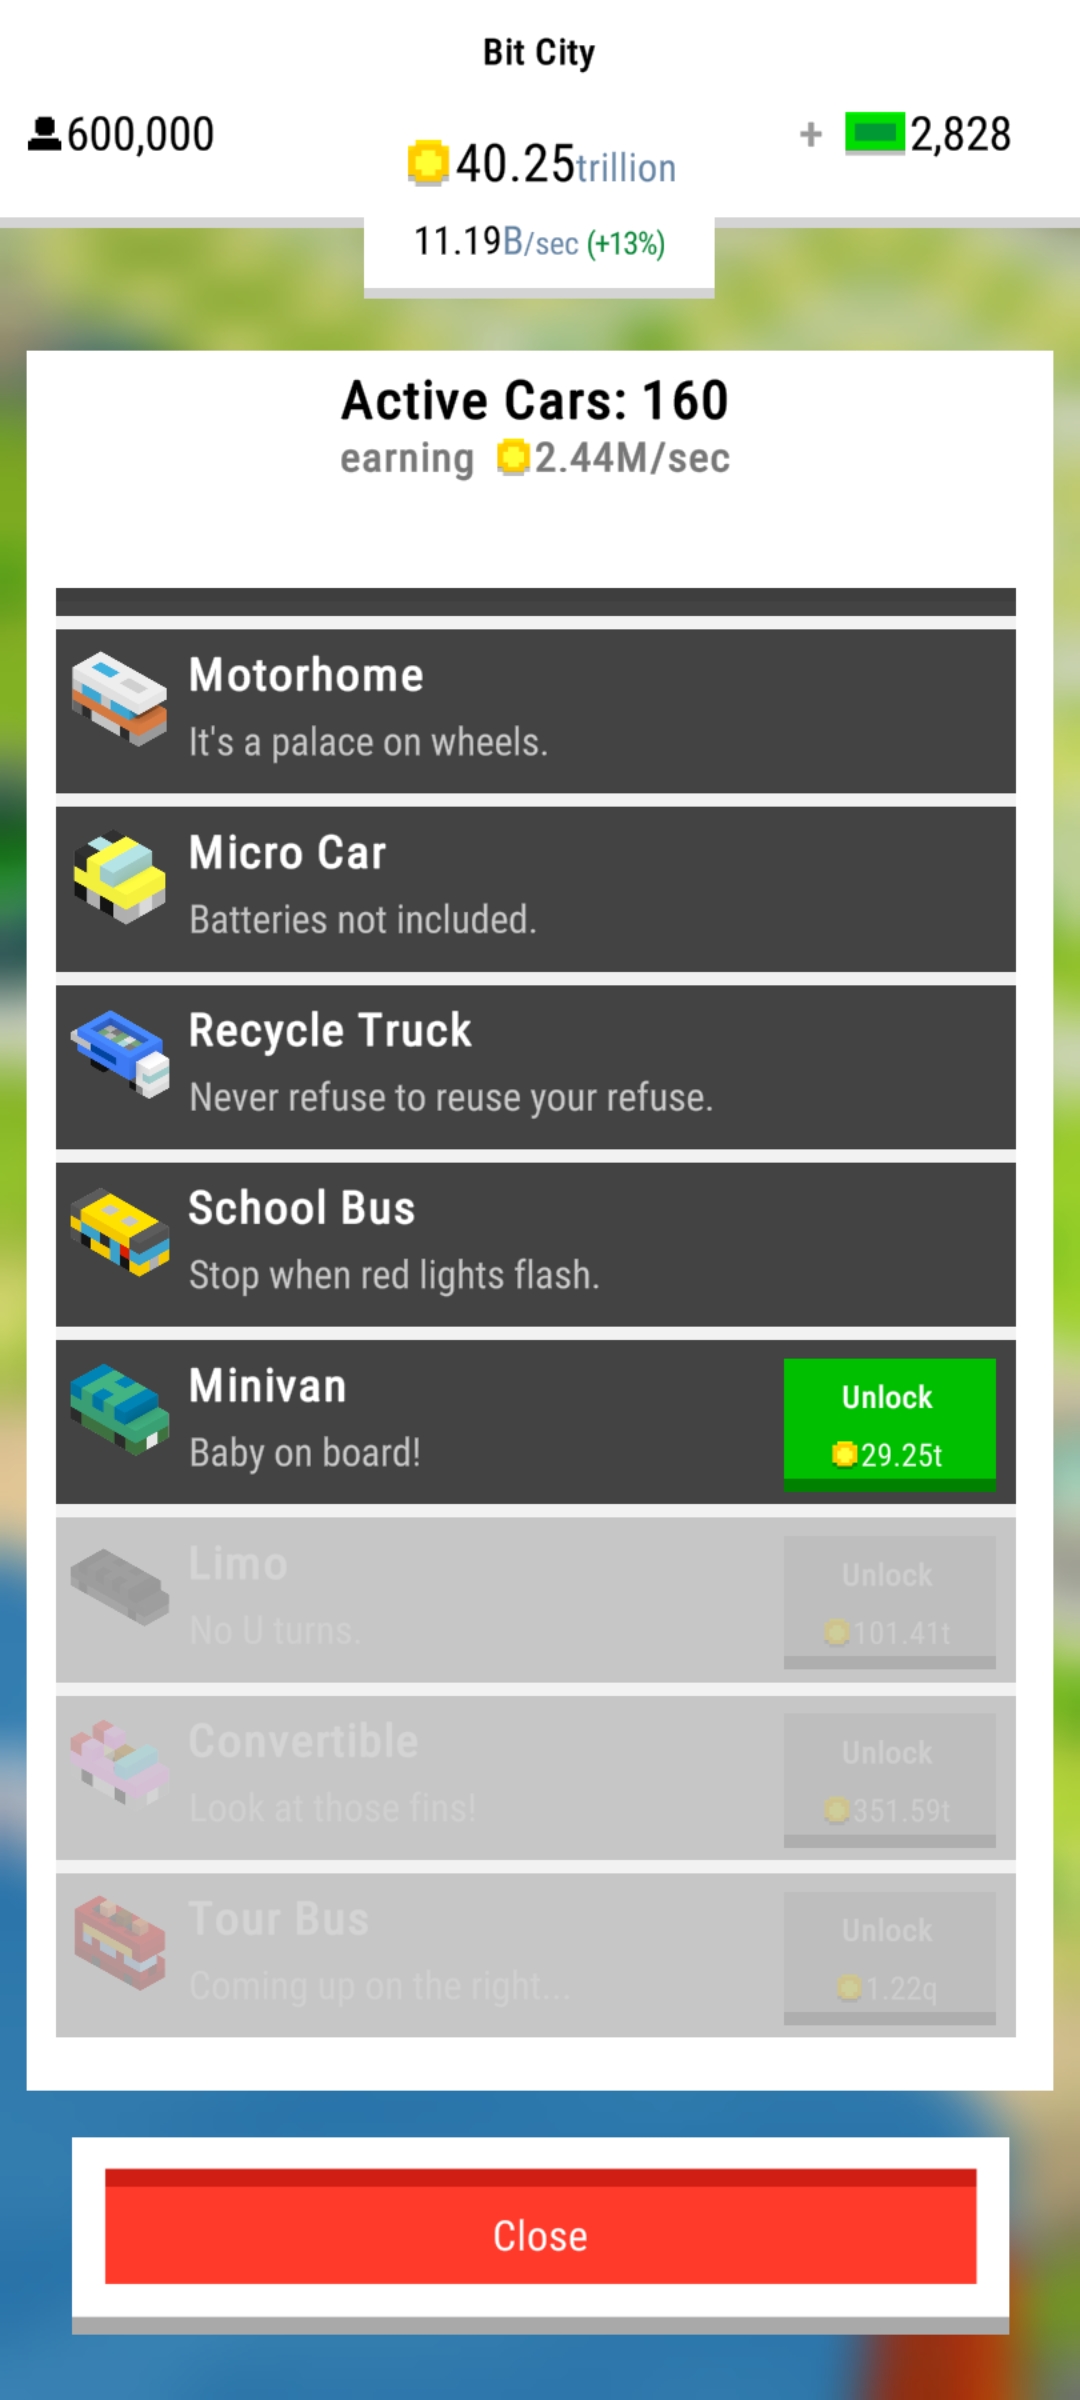 Bit City
600,000
40.25trillion
+ 2,828
11.19B/sec (+13%)
Active Cars: 160
earning 2.44M/sec
Motorhome
It's a palace on wheels.
Micro Car
Batteries not included.
Recycle Truck
Never refuse to reuse your refuse.
School Bus
Stop when red lights flash.
Minivan
Baby on board!
Unlock
29.25t
Limo
No U turns.
Unlock
101.41t
Convertible
Look at those fins!
Unlock
351.59t
Tour Bus
Coming up on the right...
Unlock
1.22q
Close